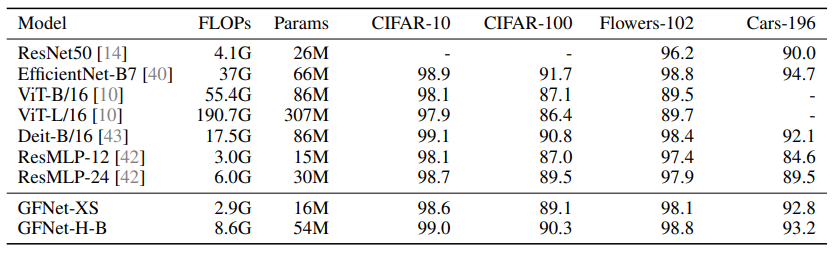 Model FLOPs Params CIFAR-10 CIFAR-100 Flowers-102 Cars-196
ResNet50 [14] 4.1G 26M - - 96.2 90.0
EfficientNet-B7 [40] 37G 66M 98.9 91.7 98.8 94.7
ViT-B/16 [10] 55.4G 86M 98.1 87.1 89.5 -
ViT-L/16 [10] 190.7G 307M 97.9 86.4 89.7 -
Deit-B/16 [43] 17.5G 86M 99.1 90.8 98.4 92.1
ResMLP-12 [42] 3.0G 15M 98.1 87.0 97.4 84.6
ResMLP-24 [42] 6.0G 30M 98.7 89.5 97.9 89.5
GFNet-XS 2.9G 16M 98.6 89.1 98.1 92.8
GFNet-H-B 8.6G 54M 99.0 90.3 98.8 93.2